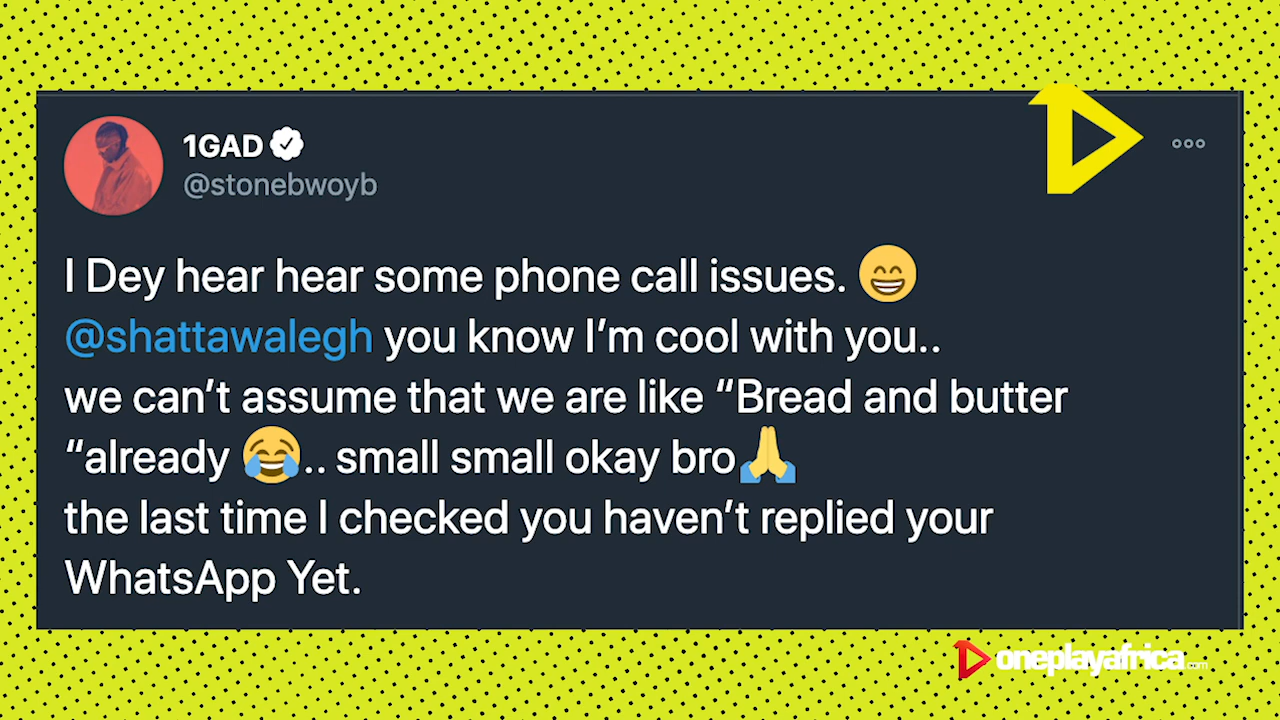 1GAD
@stonebwoyb
I Dey hear hear some phone call issues. 😁
@shattawalegh you know I’m cool with you..
we can’t assume that we are like “Bread and butter
“already 😂.. small small okay bro🙏
the last time I checked you haven’t replied your
WhatsApp Yet.
oneplayafrica.com